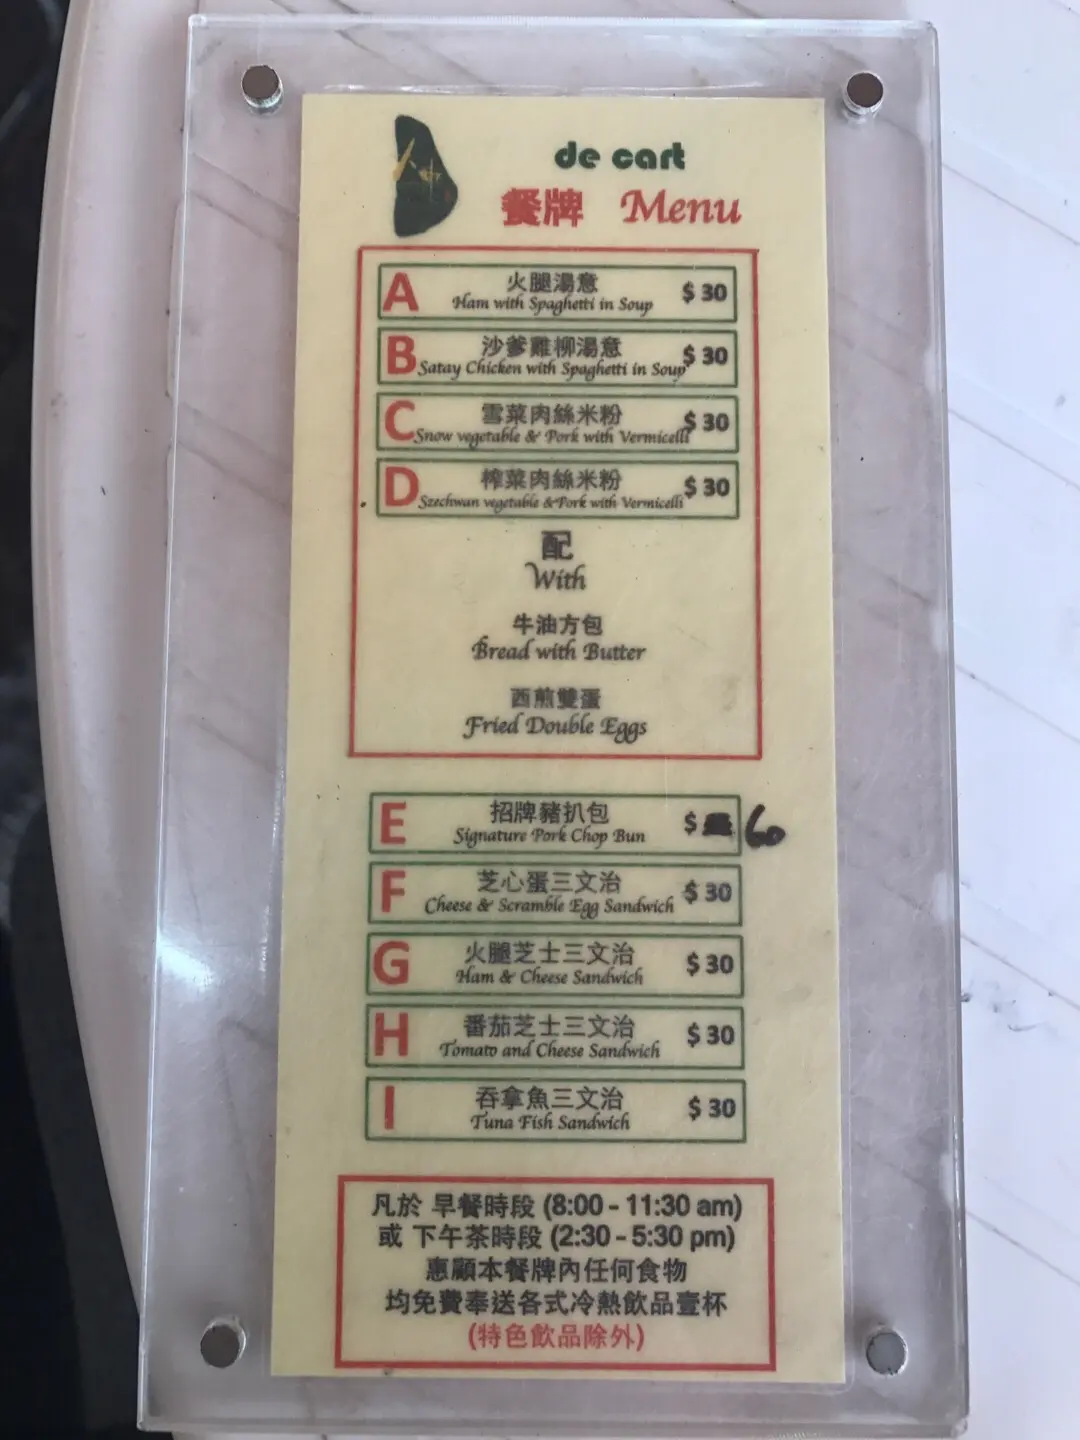 de cart
餐牌 Menu
A 火腿湯意 $ 30
Ham with Spaghetti in Soup
B 沙爹雞柳湯意 $ 30
Satay Chicken with Spaghetti in Soup
C 雪菜肉絲米粉 $ 30
Snow vegetable & Pork with Vermicelli
D 榨菜肉絲米粉 $ 30
Szechwan vegetable & Pork with Vermicelli
配
With
牛油方包
Bread with Butter
西煎雙蛋
Fried Double Eggs
E 招牌豬扒包 $ 60
Signature Pork Chop Bun
F 芝心蛋三文治 $ 30
Cheese & Scramble Egg Sandwich
G 火腿芝士三文治 $ 30
Ham & Cheese Sandwich
H 番茄芝士三文治 $ 30
Tomato and Cheese Sandwich
I 吞拿魚三文治 $ 30
Tuna Fish Sandwich
凡於 早餐時段 (8:00 - 11:30 am)
或 下午茶時段 (2:30 - 5:30 pm)
惠顧本餐牌內任何食物
均免費奉送各式冷熱飲品壹杯
(特色飲品除外)